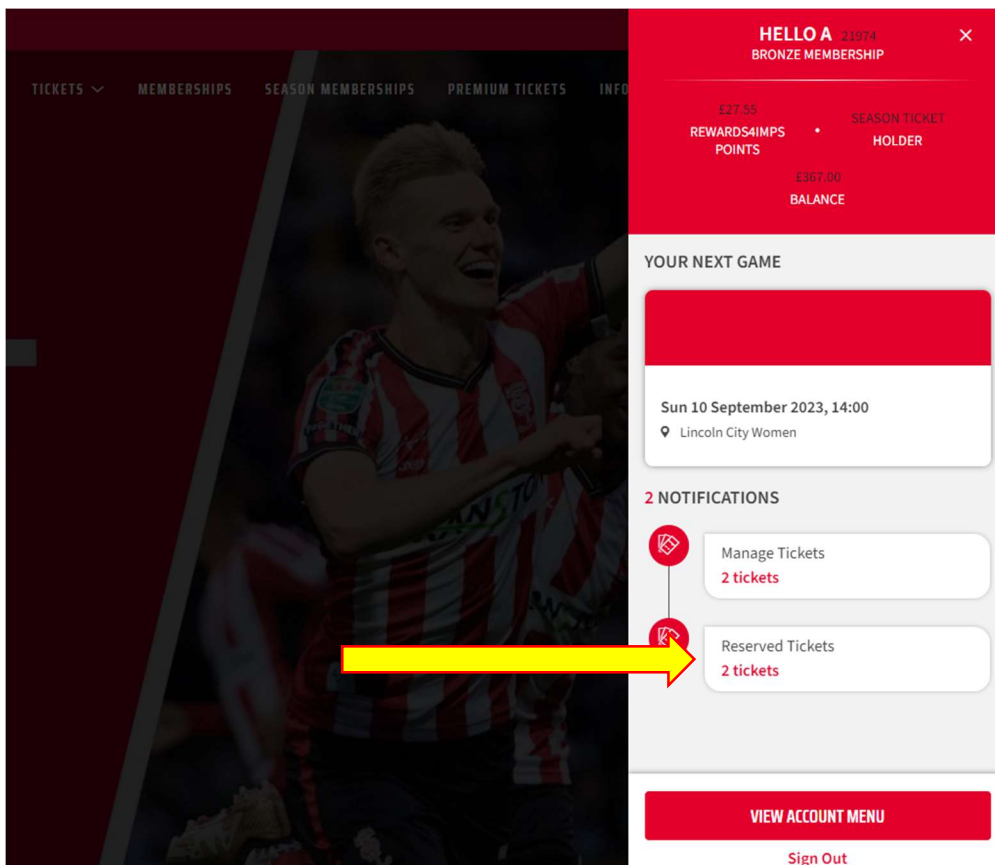 HELLO A 21974
BRONZE MEMBERSHIP
TICKETS MEMBERSHIPS SEASON MEMBERSHIPS PREMIUM TICKETS INFO
£27.55
REWARDS4IMPS
POINTS
•
SEASON TICKET
HOLDER
£367.00
BALANCE
YOUR NEXT GAME
Sun 10 September 2023, 14:00
Lincoln City Women
2 NOTIFICATIONS
Manage Tickets
2 tickets
Reserved Tickets
2 tickets
VIEW ACCOUNT MENU
Sign Out